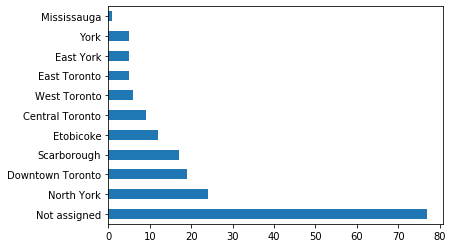 Mississauga
York
East York
East Toronto
West Toronto
Central Toronto
Etobicoke
Scarborough
Downtown Toronto
North York
Not assigned
0 10 20 30 40 50 60 70 80